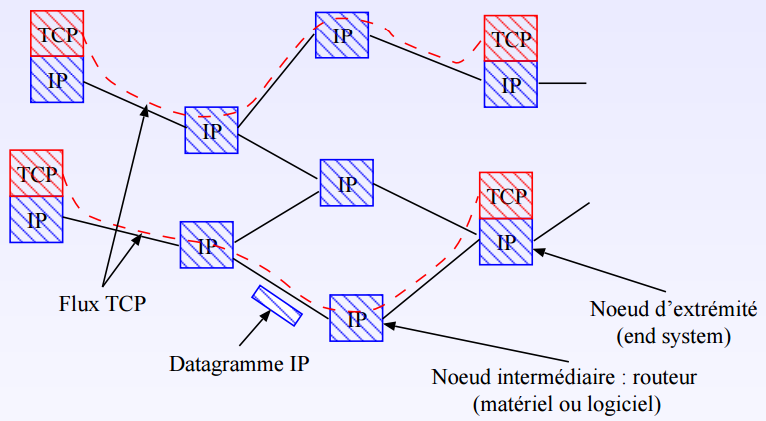 TCP
IP
IP
TCP
IP
IP
TCP
IP
IP
TCP
IP
IP
IP
Flux TCP
Datagramme IP
Noeud d'extrémité
(end system)
Noeud intermédiaire : routeur
(matériel ou logiciel)